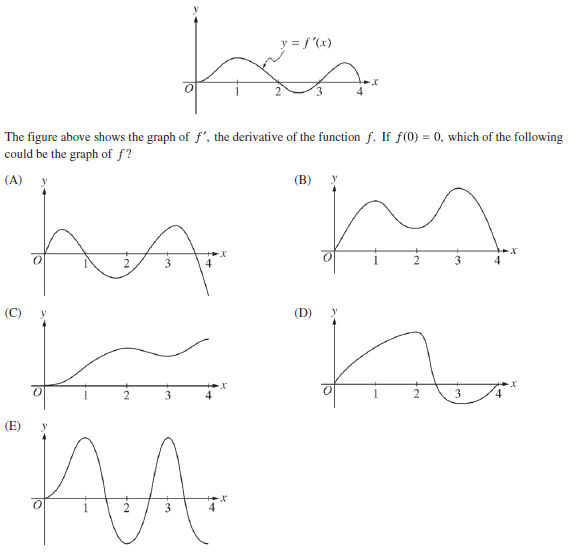 y
y = f ′(x)
O 1 2 3 4 x
The figure above shows the graph of f′, the derivative of the function f. If f(0) = 0, which of the following
could be the graph of f?
(A) y
O 1 2 3 4 x
(B) y
O 1 2 3 4 x
(C) y
O 1 2 3 4 x
(D) y
O 1 2 3 4 x
(E) y
O 1 2 3 4 x